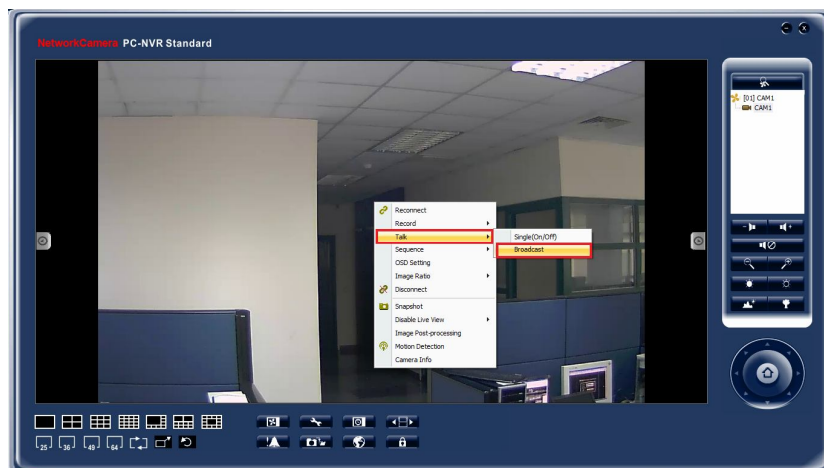 NetworkCamera PC-NVR Standard
[01] CAM1
CAM1
Reconnect
Record
Talk
Single(On/Off)
Sequence
Broadcast
OSD Setting
Image Ratio
Disconnect
Snapshot
Disable Live View
Image Post-processing
Motion Detection
Camera Info
25 36 49 64